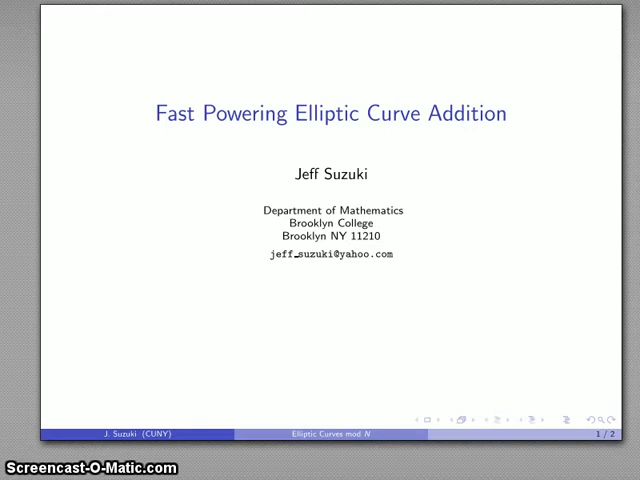 Fast Powering Elliptic Curve Addition
Jeff Suzuki
Department of Mathematics
Brooklyn College
Brooklyn NY 11210
jeff_suzuki@yahoo.com
J. Suzuki (CUNY)
Elliptic Curves mod N
1 / 2
Screencast-O-Matic.com